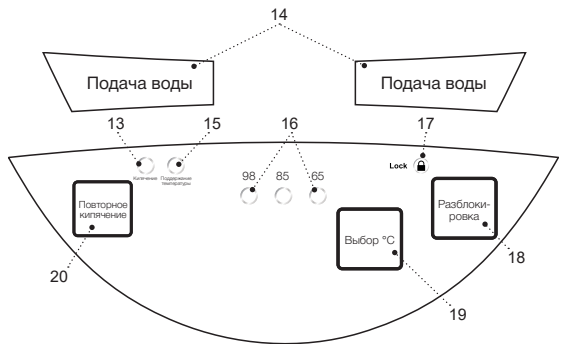 14
Подача воды
Подача воды
13
15
16
17
Кипячение
Поддержание
температуры
98
85
65
Lock
Повторное
кипячение
Разблоки-
ровка
Выбор °C
20
18
19